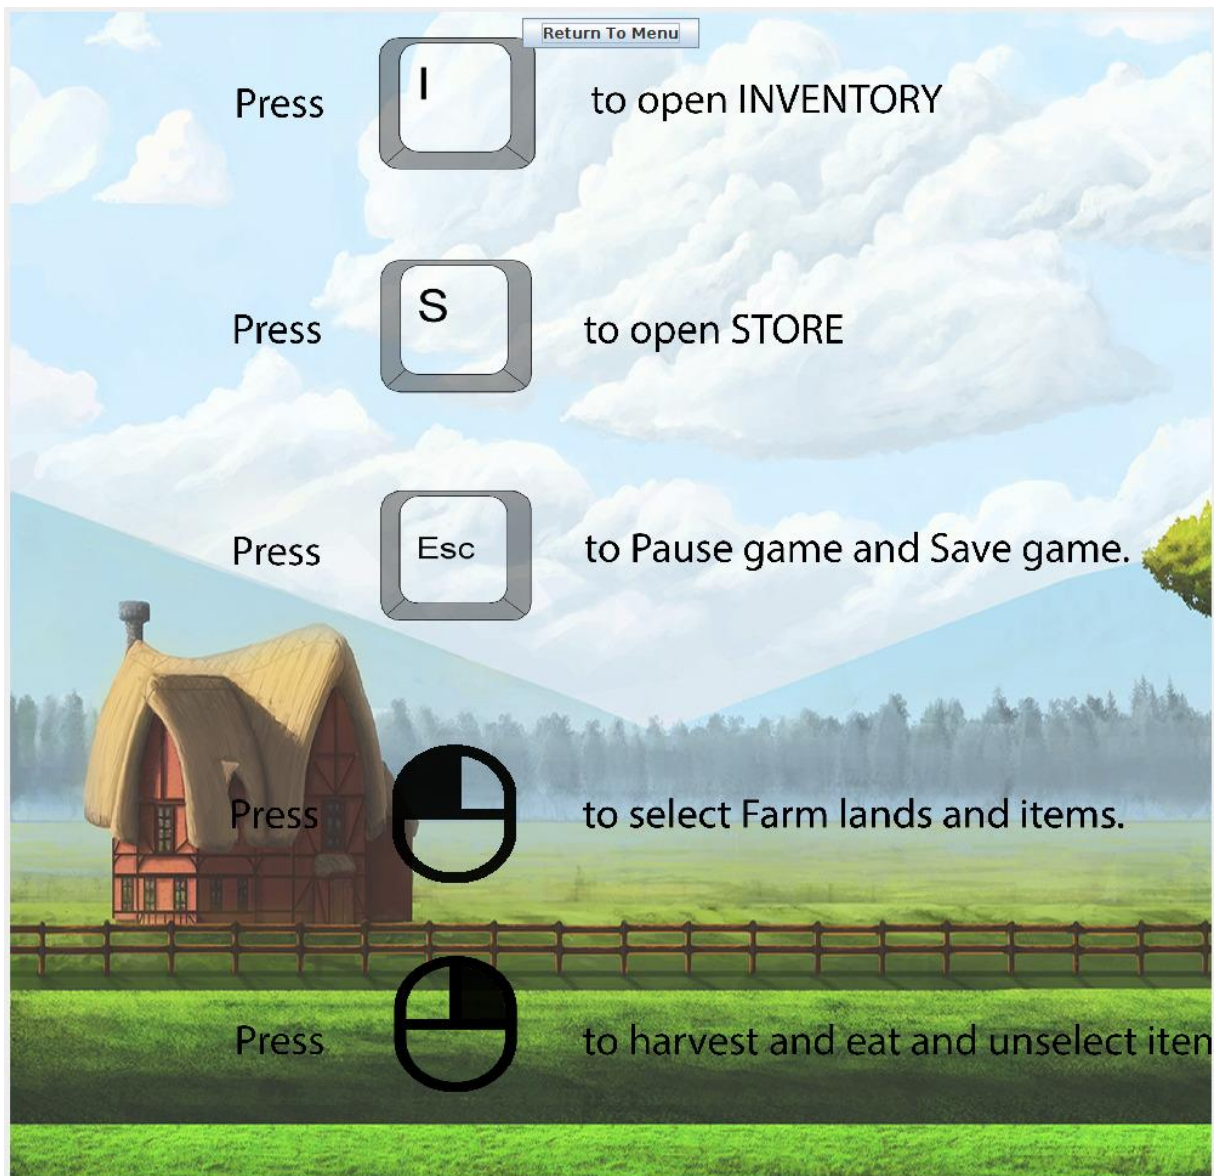 Return To Menu
Press I to open INVENTORY
Press S to open STORE
Press Esc to Pause game and Save game.
Press to select Farm lands and items.
Press to harvest and eat and unselect